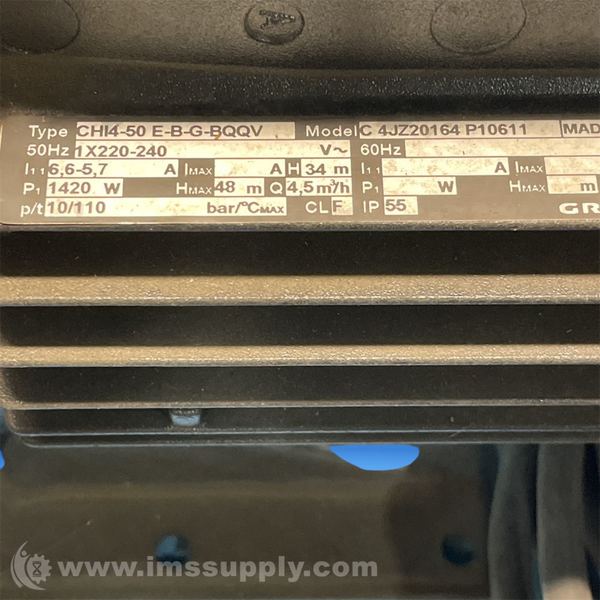 Type CHI4-50 E-B-G-BQQV Model C 4JZ20164 P10611 MAD
50Hz 1X220-240 V~ 60Hz
I1/1 6,6-5,7 A IMAX A H 34 m I1/1 A IMAX
P1 1420 W HMAX 48 m Q 4,5 m³/h P1 W HMAX m
p/t 10/110 bar/°CMAX CL F IP 55 GR
www.imssupply.com